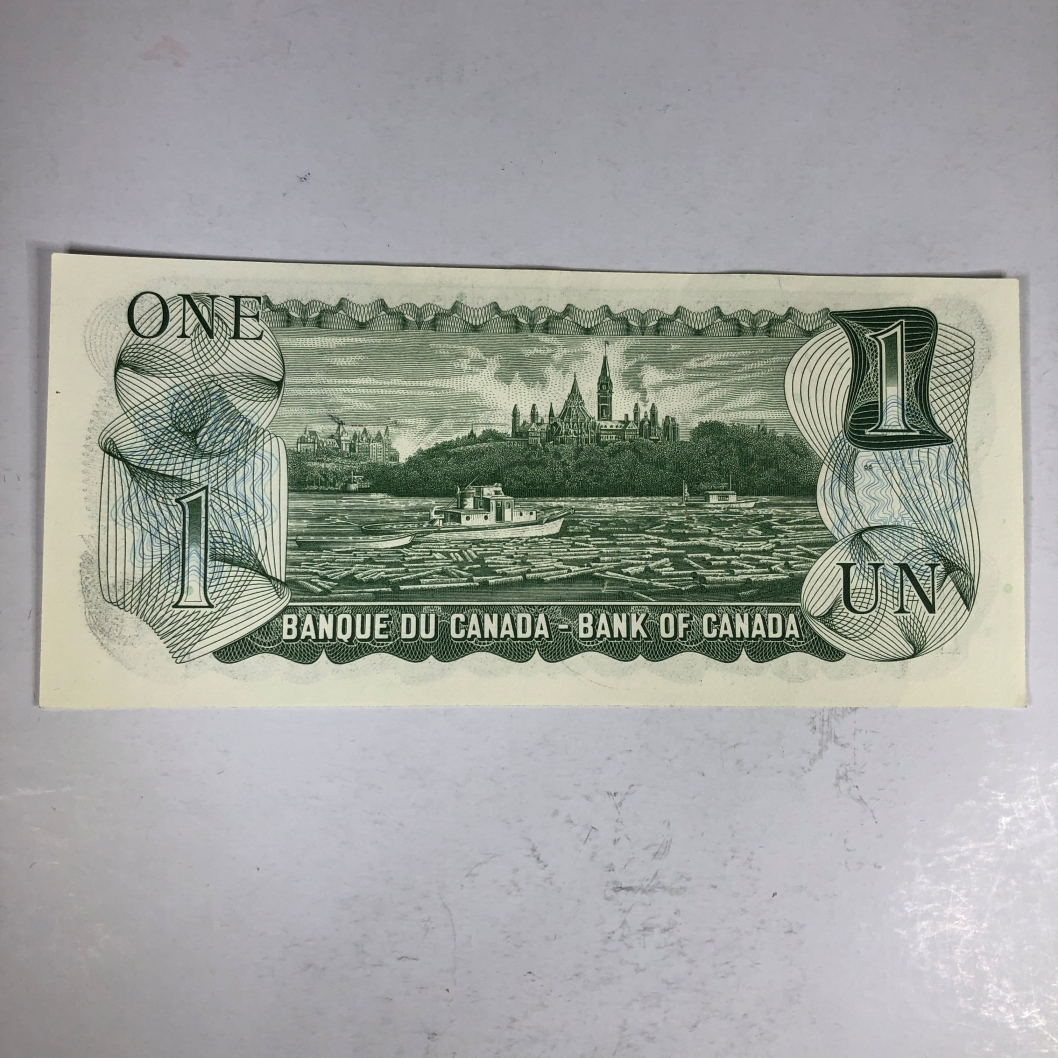 ONE
1
1
UN
BANQUE DU CANADA - BANK OF CANADA